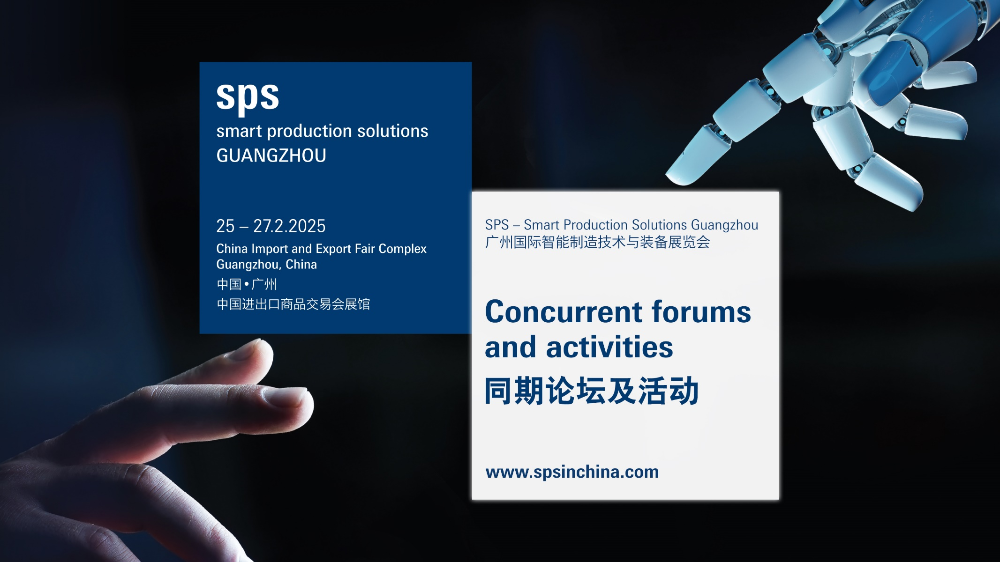 sps
smart production solutions
GUANGZHOU
25 – 27.2.2025
China Import and Export Fair Complex
Guangzhou, China
中国•广州
中国进出口商品交易会展馆
SPS – Smart Production Solutions Guangzhou
广州国际智能制造技术与装备展览会
Concurrent forums
and activities
同期论坛及活动
www.spsinchina.com